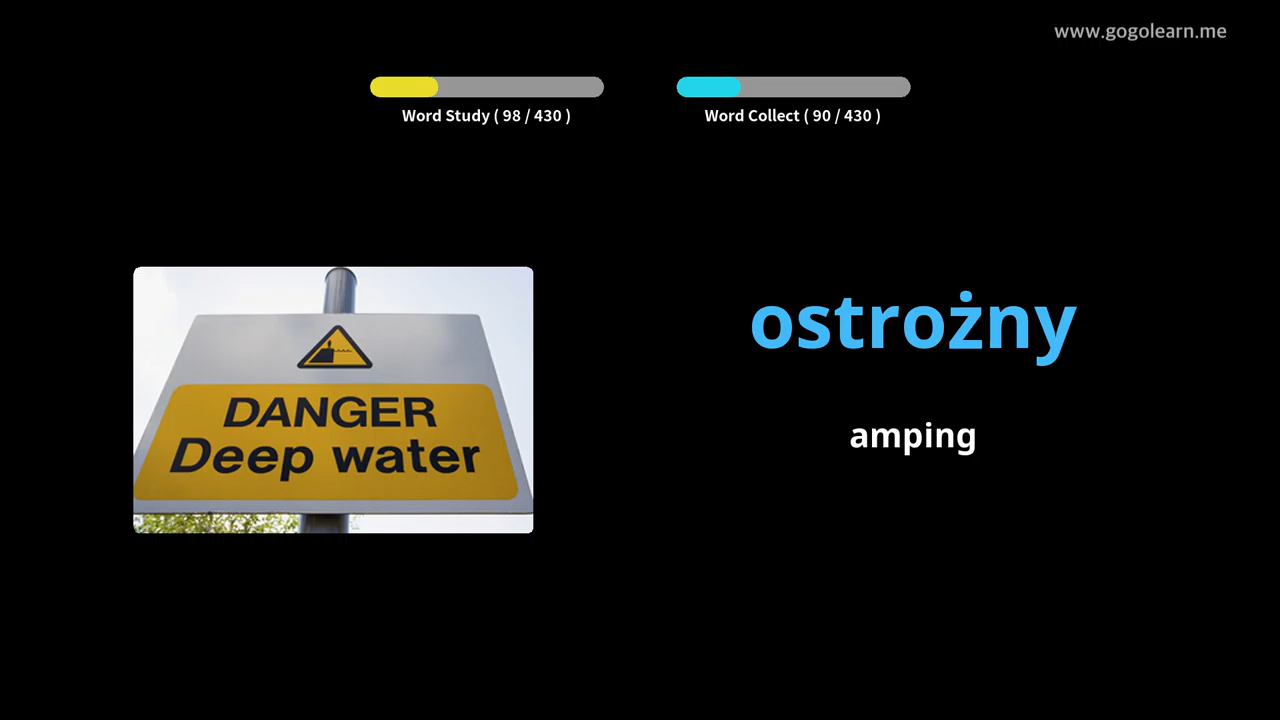 www.gogolearn.me
Word Study ( 98 / 430 )
Word Collect ( 90 / 430 )
DANGER
Deep water
ostrożny
amping